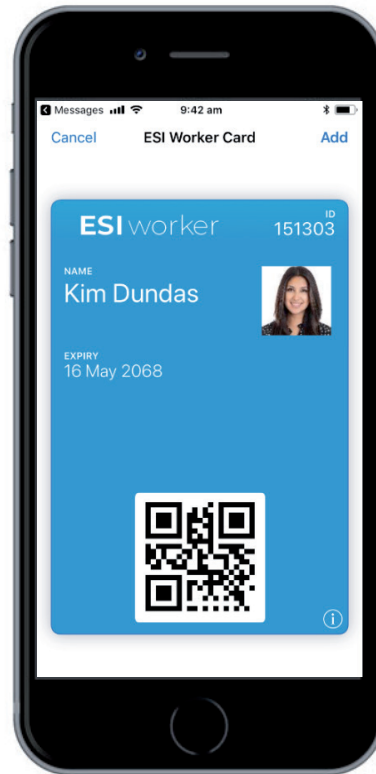 Messages 9:42 am
Cancel ESI Worker Card Add
ESI worker
ID
151303
NAME
Kim Dundas
EXPIRY
16 May 2068